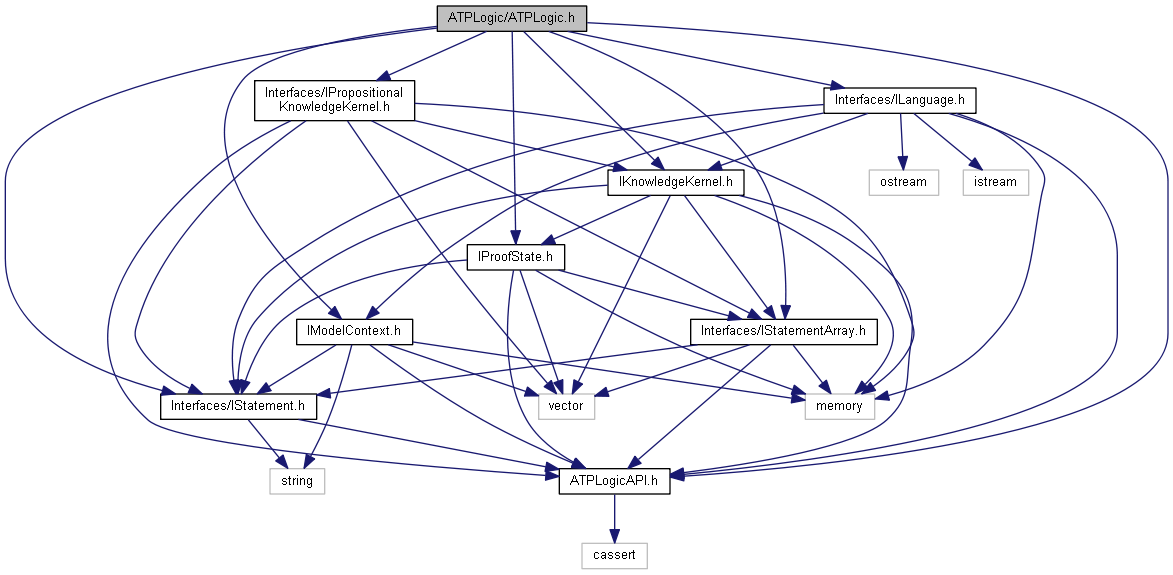 ATPLogic/ATPLogic.h
Interfaces/IPropositional
KnowledgeKernel.h
Interfaces/ILanguage.h
IKnowledgeKernel.h
ostream
istream
IProofState.h
IModelContext.h
Interfaces/IStatementArray.h
Interfaces/IStatement.h
vector
memory
string
ATPLogicAPI.h
cassert